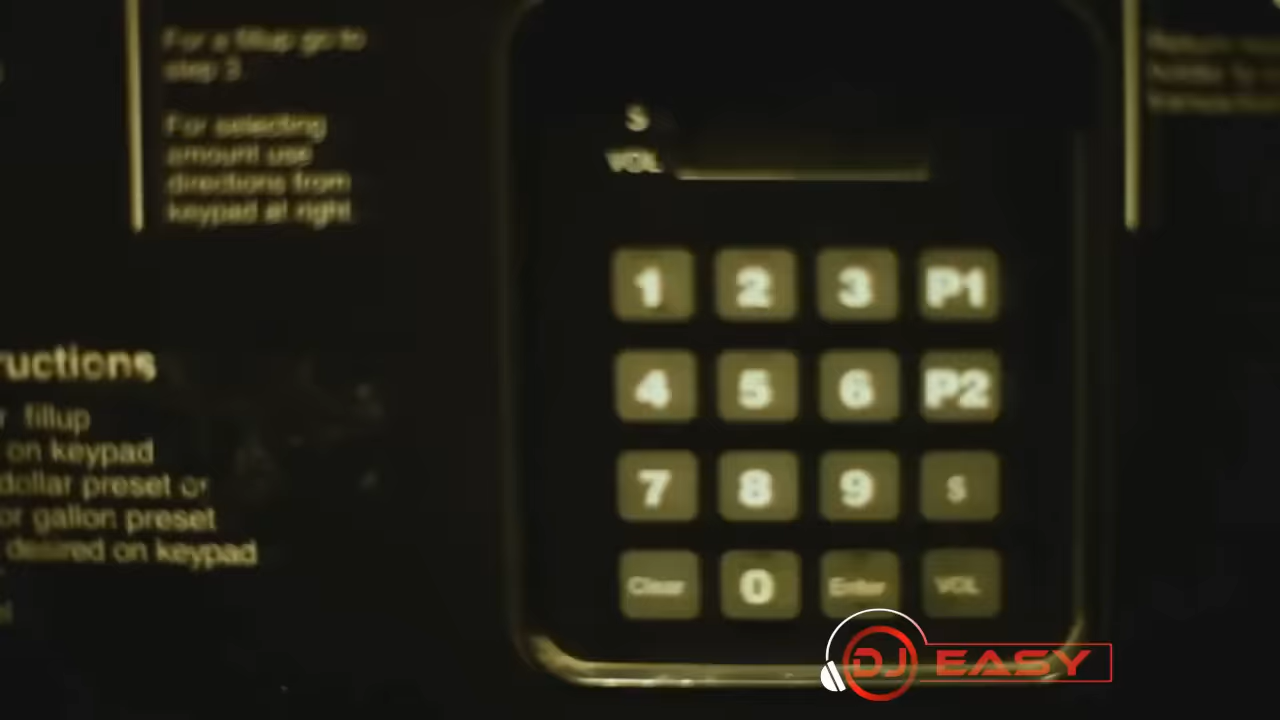 For a fillup go to
step 3
For selecting
amount use
directions from
keypad at right
ructions
fillup
on keypad
dollar preset or
or gallon preset
desired on keypad
S
VOL
1 2 3 P1
4 5 6 P2
7 8 9 S
Clear 0 Enter VOL
DJ EASY